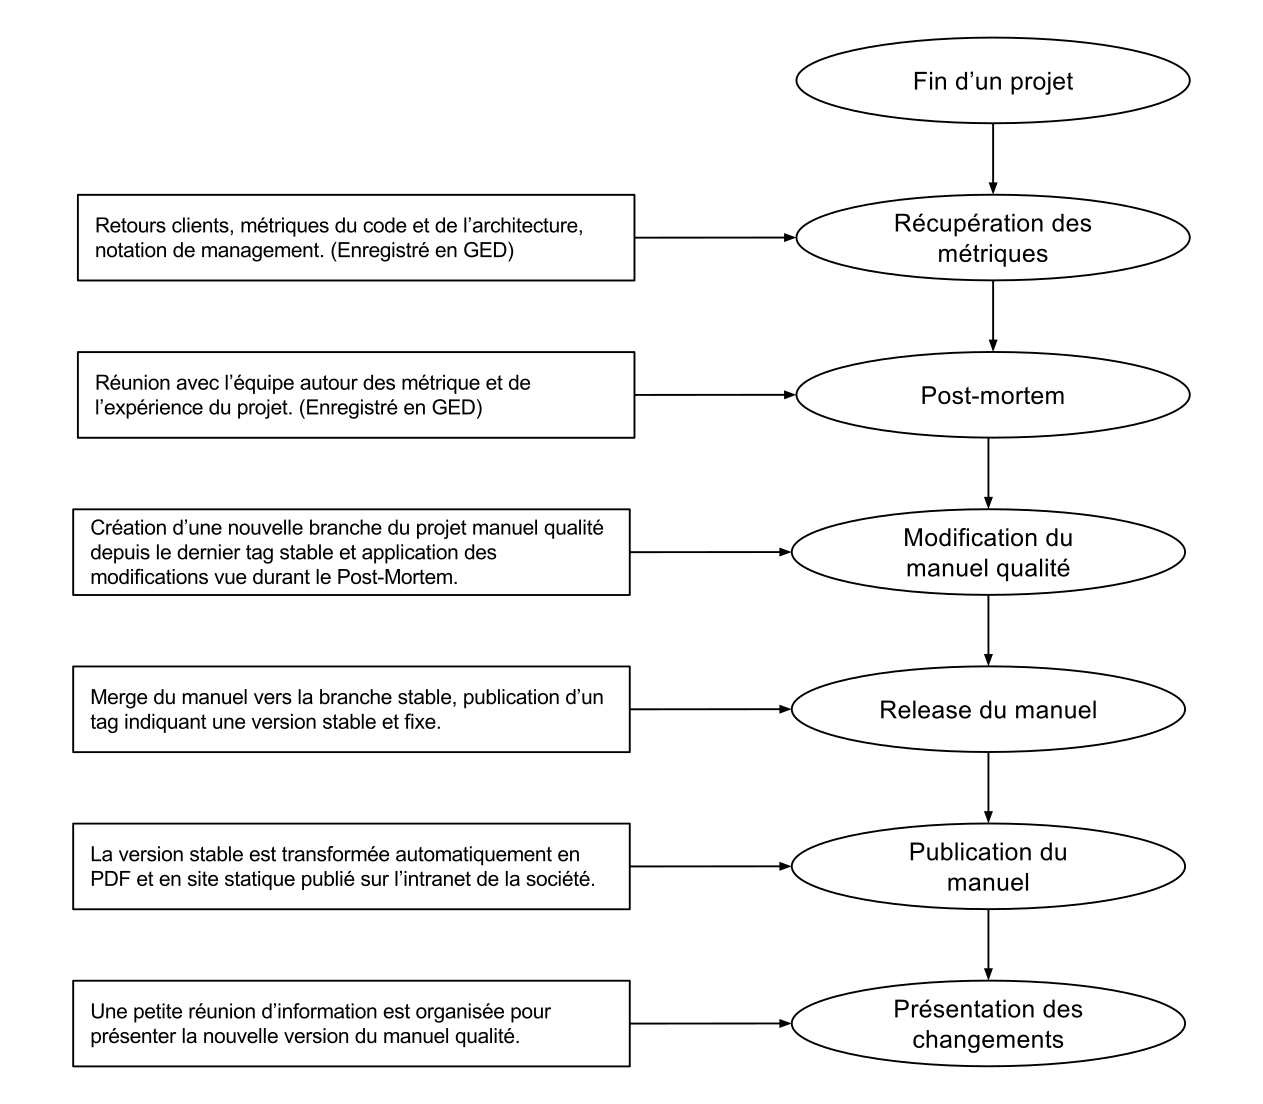 Fin d’un projet
Retours clients, métriques du code et de l’architecture,
notation de management. (Enregistré en GED)
Récupération des
métriques
Réunion avec l’équipe autour des métrique et de
l’expérience du projet. (Enregistré en GED)
Post-mortem
Création d’une nouvelle branche du projet manuel qualité
depuis le dernier tag stable et application des
modifications vue durant le Post-Mortem.
Modification du
manuel qualité
Merge du manuel vers la branche stable, publication d’un
tag indiquant une version stable et fixe.
Release du manuel
La version stable est transformée automatiquement en
PDF et en site statique publié sur l’intranet de la société.
Publication du
manuel
Une petite réunion d’information est organisée pour
présenter la nouvelle version du manuel qualité.
Présentation des
changements